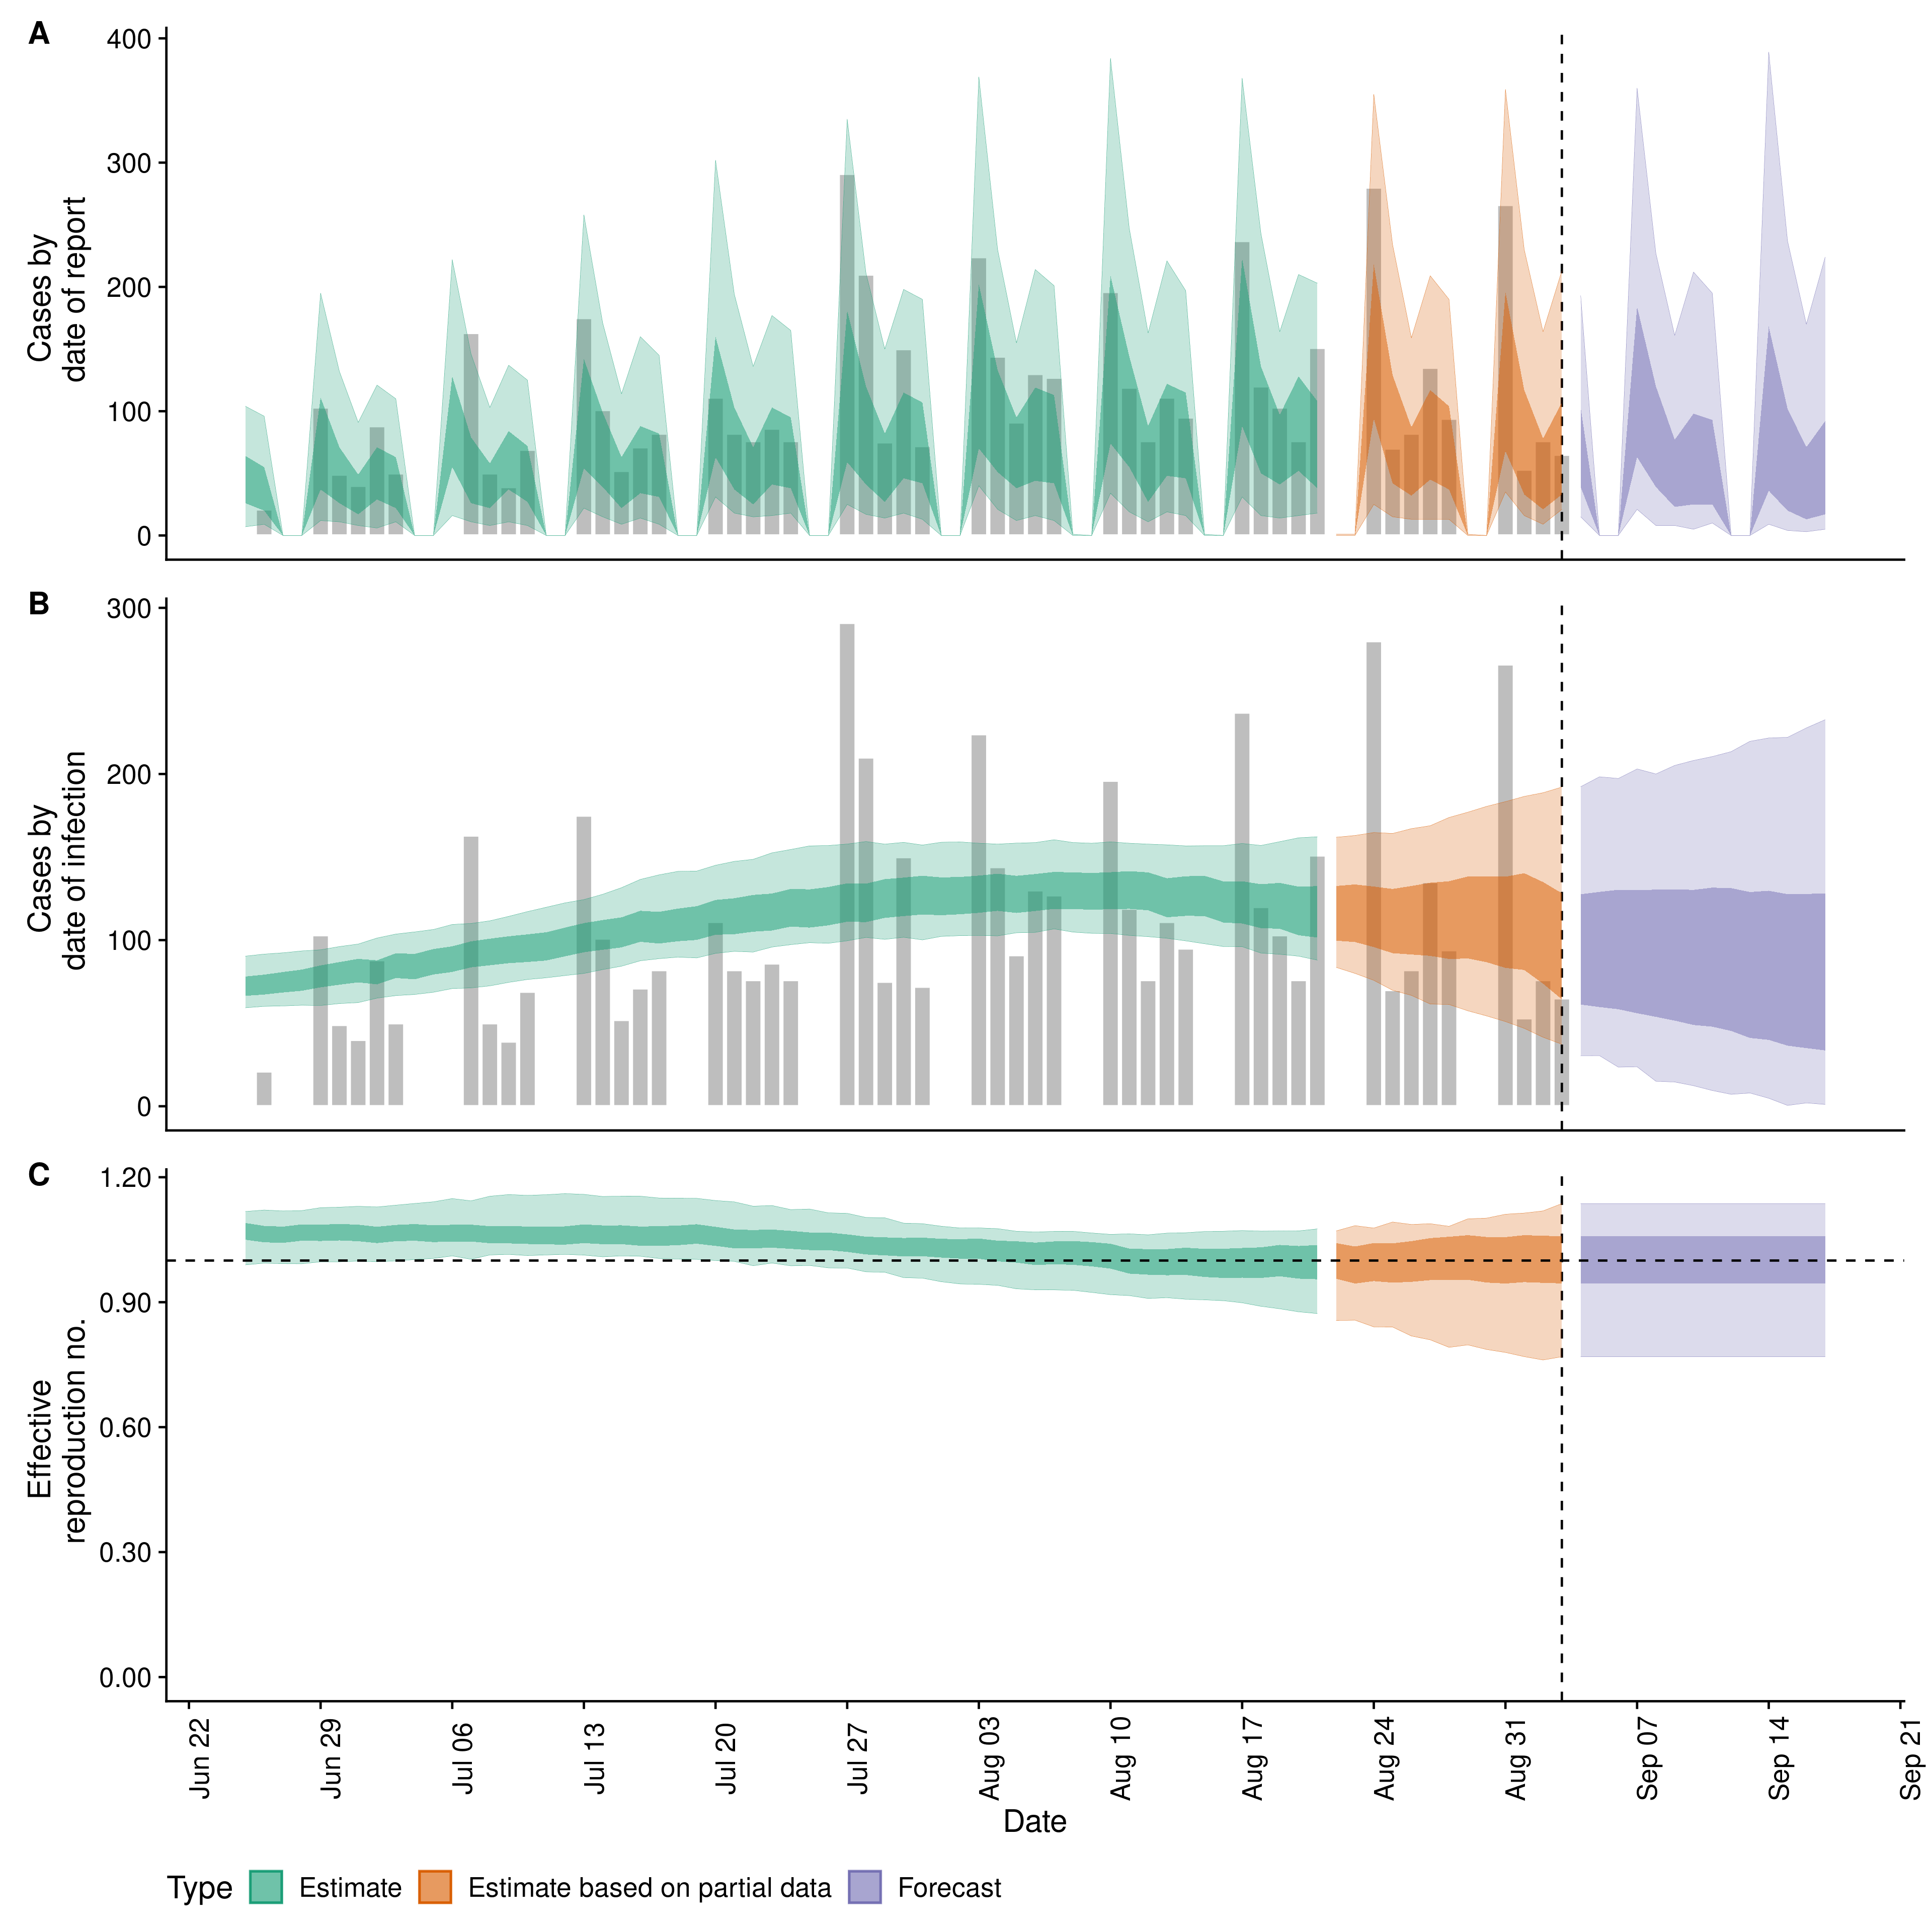 A
400
300
200
100
0
Cases by
date of report
B
300
200
100
0
Cases by
date of infection
C
1.20
0.90
0.60
0.30
0.00
Effective
reproduction no.
Jun 22
Jun 29
Jul 06
Jul 13
Jul 20
Jul 27
Aug 03
Aug 10
Aug 17
Aug 24
Aug 31
Sep 07
Sep 14
Sep 21
Date
Type Estimate Estimate based on partial data Forecast